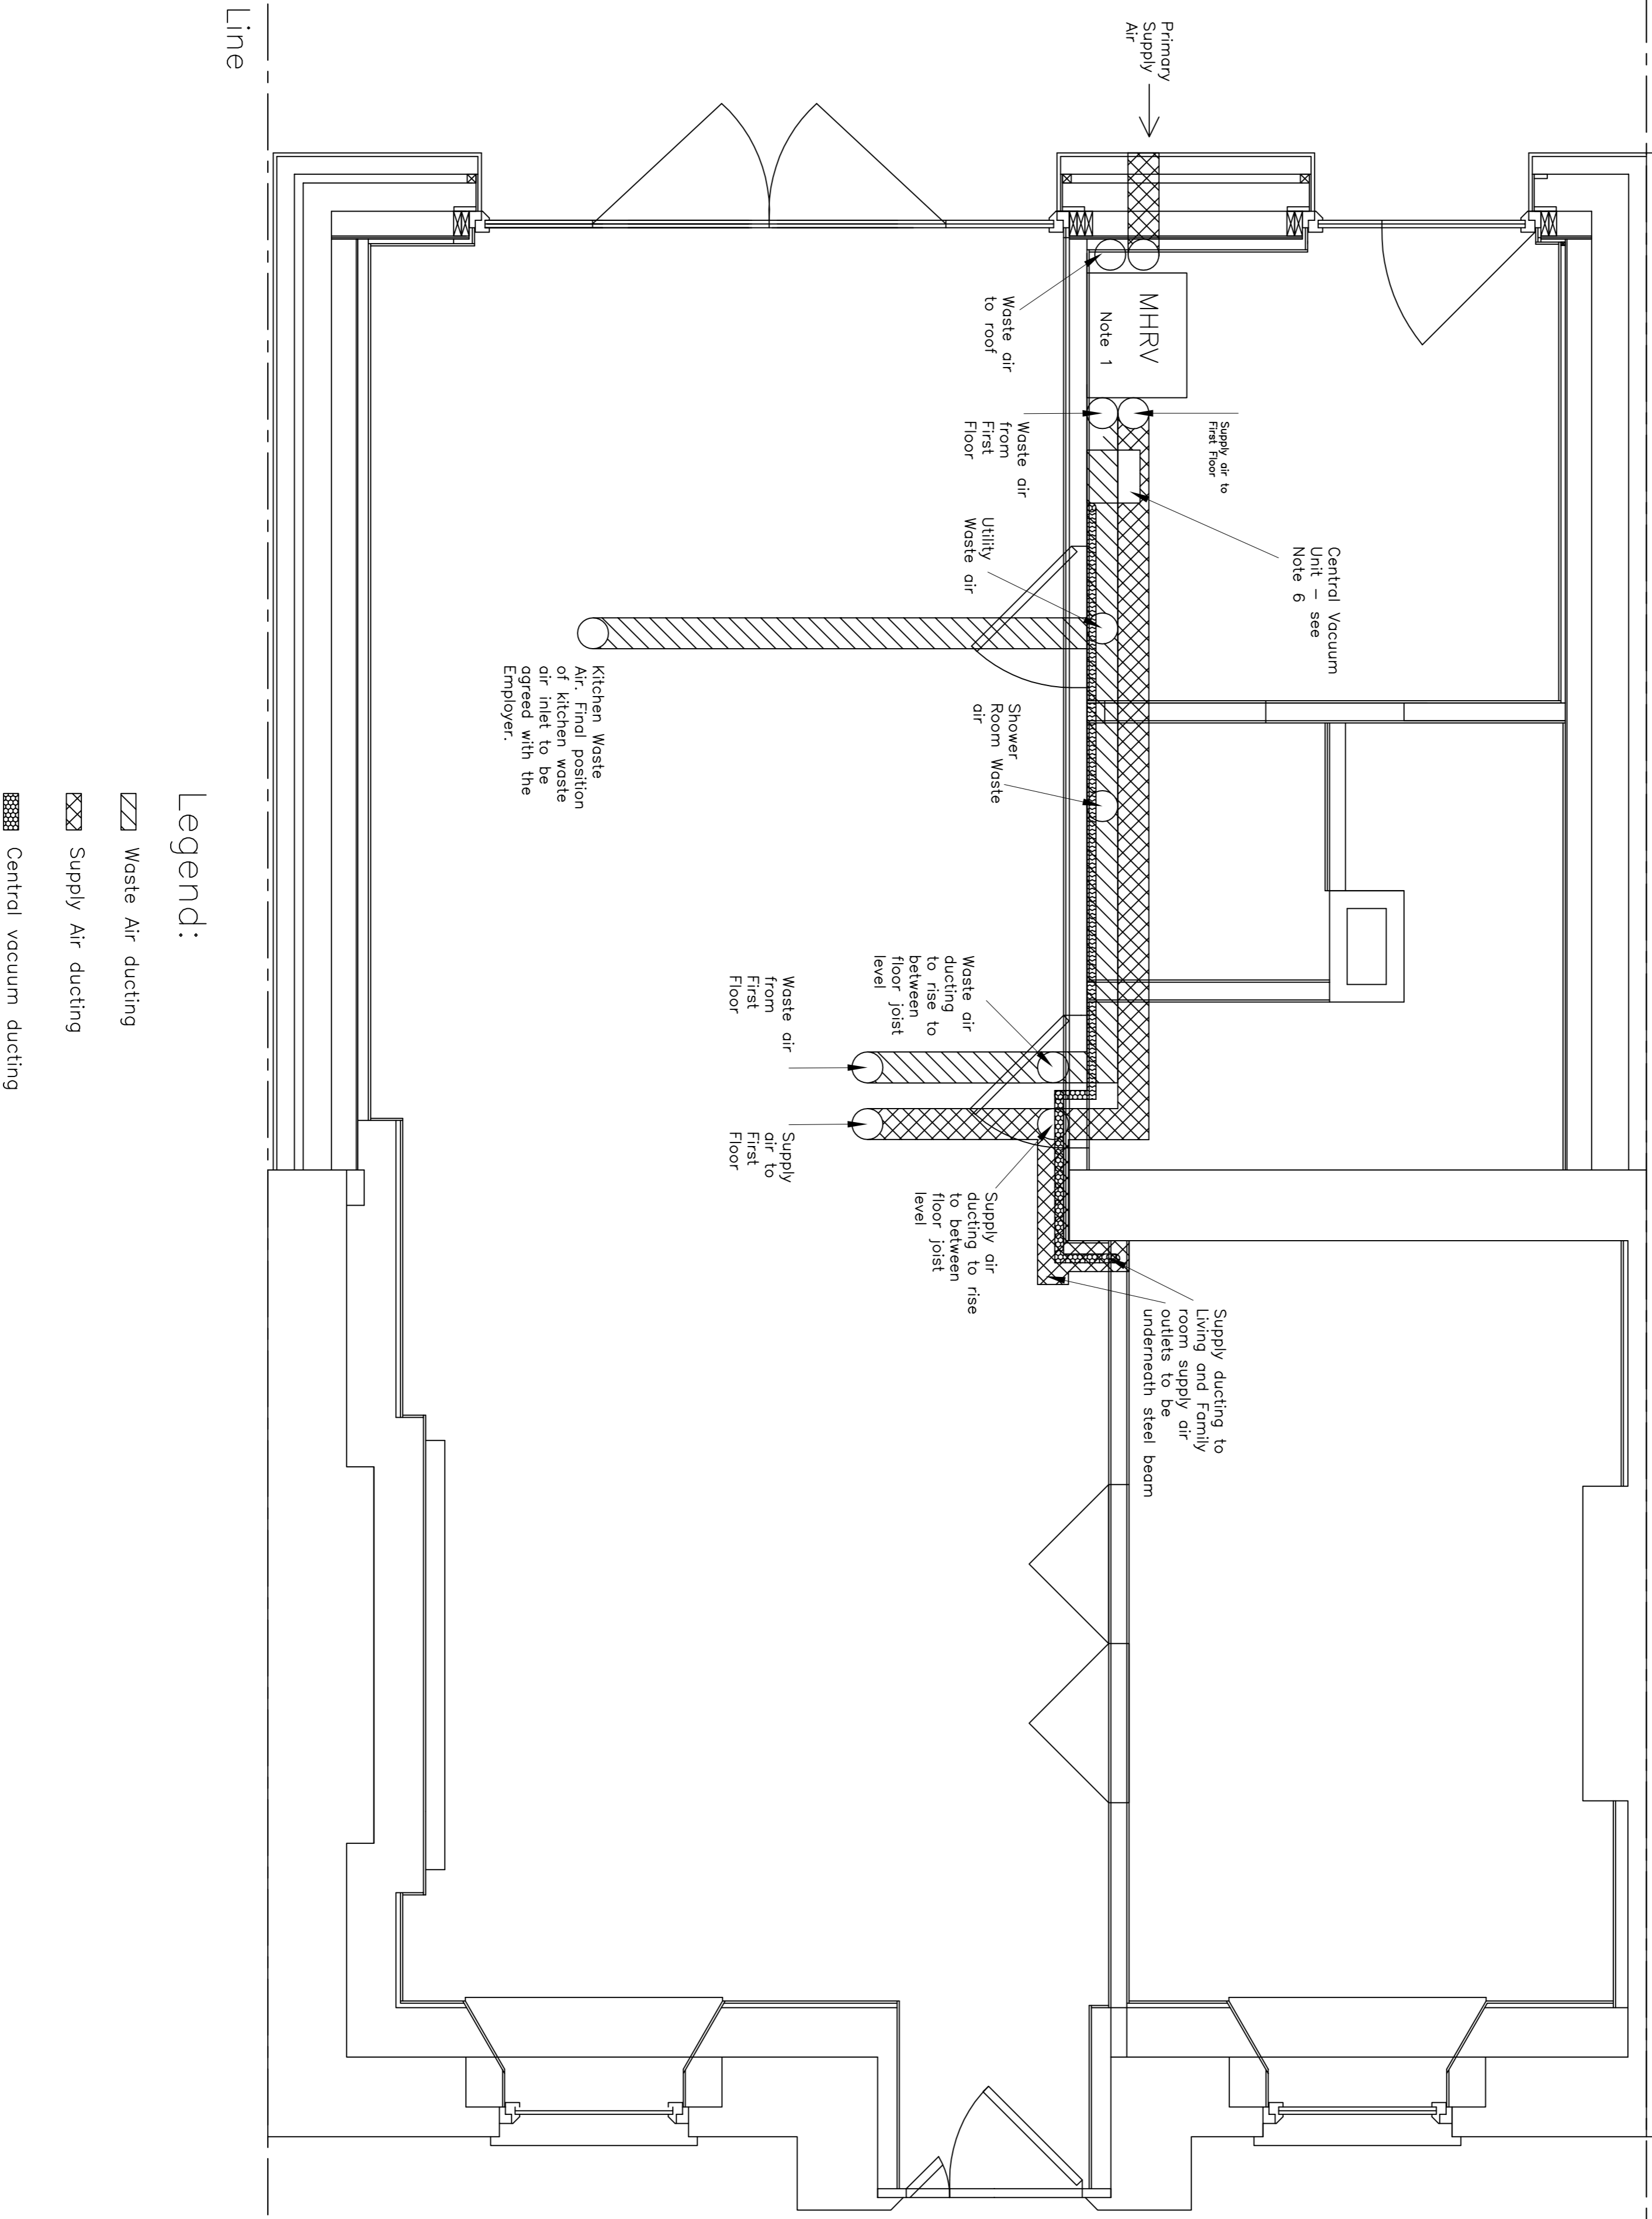 Line
Primary
Supply
Air
Waste air
to roof
MHRV
Note 1
Waste air
from
First
Floor
Supply air to
First Floor
Utility
Waste air
Central Vacuum
Unit - see
Note 6
Kitchen Waste
Air. Final position
of kitchen waste
air inlet to be
agreed with the
Employer.
Shower
Room Waste
air
Waste air
ducting
to rise to
between
floor joist
level
Waste air
from
First
Floor
Supply
air to
First
Floor
Supply air
ducting to rise
to between
floor joist
level
Supply ducting to
Living and Family
room supply air
outlets to be
underneath steel beam
Legend:
Waste Air ducting
Supply Air ducting
Central vacuum ducting